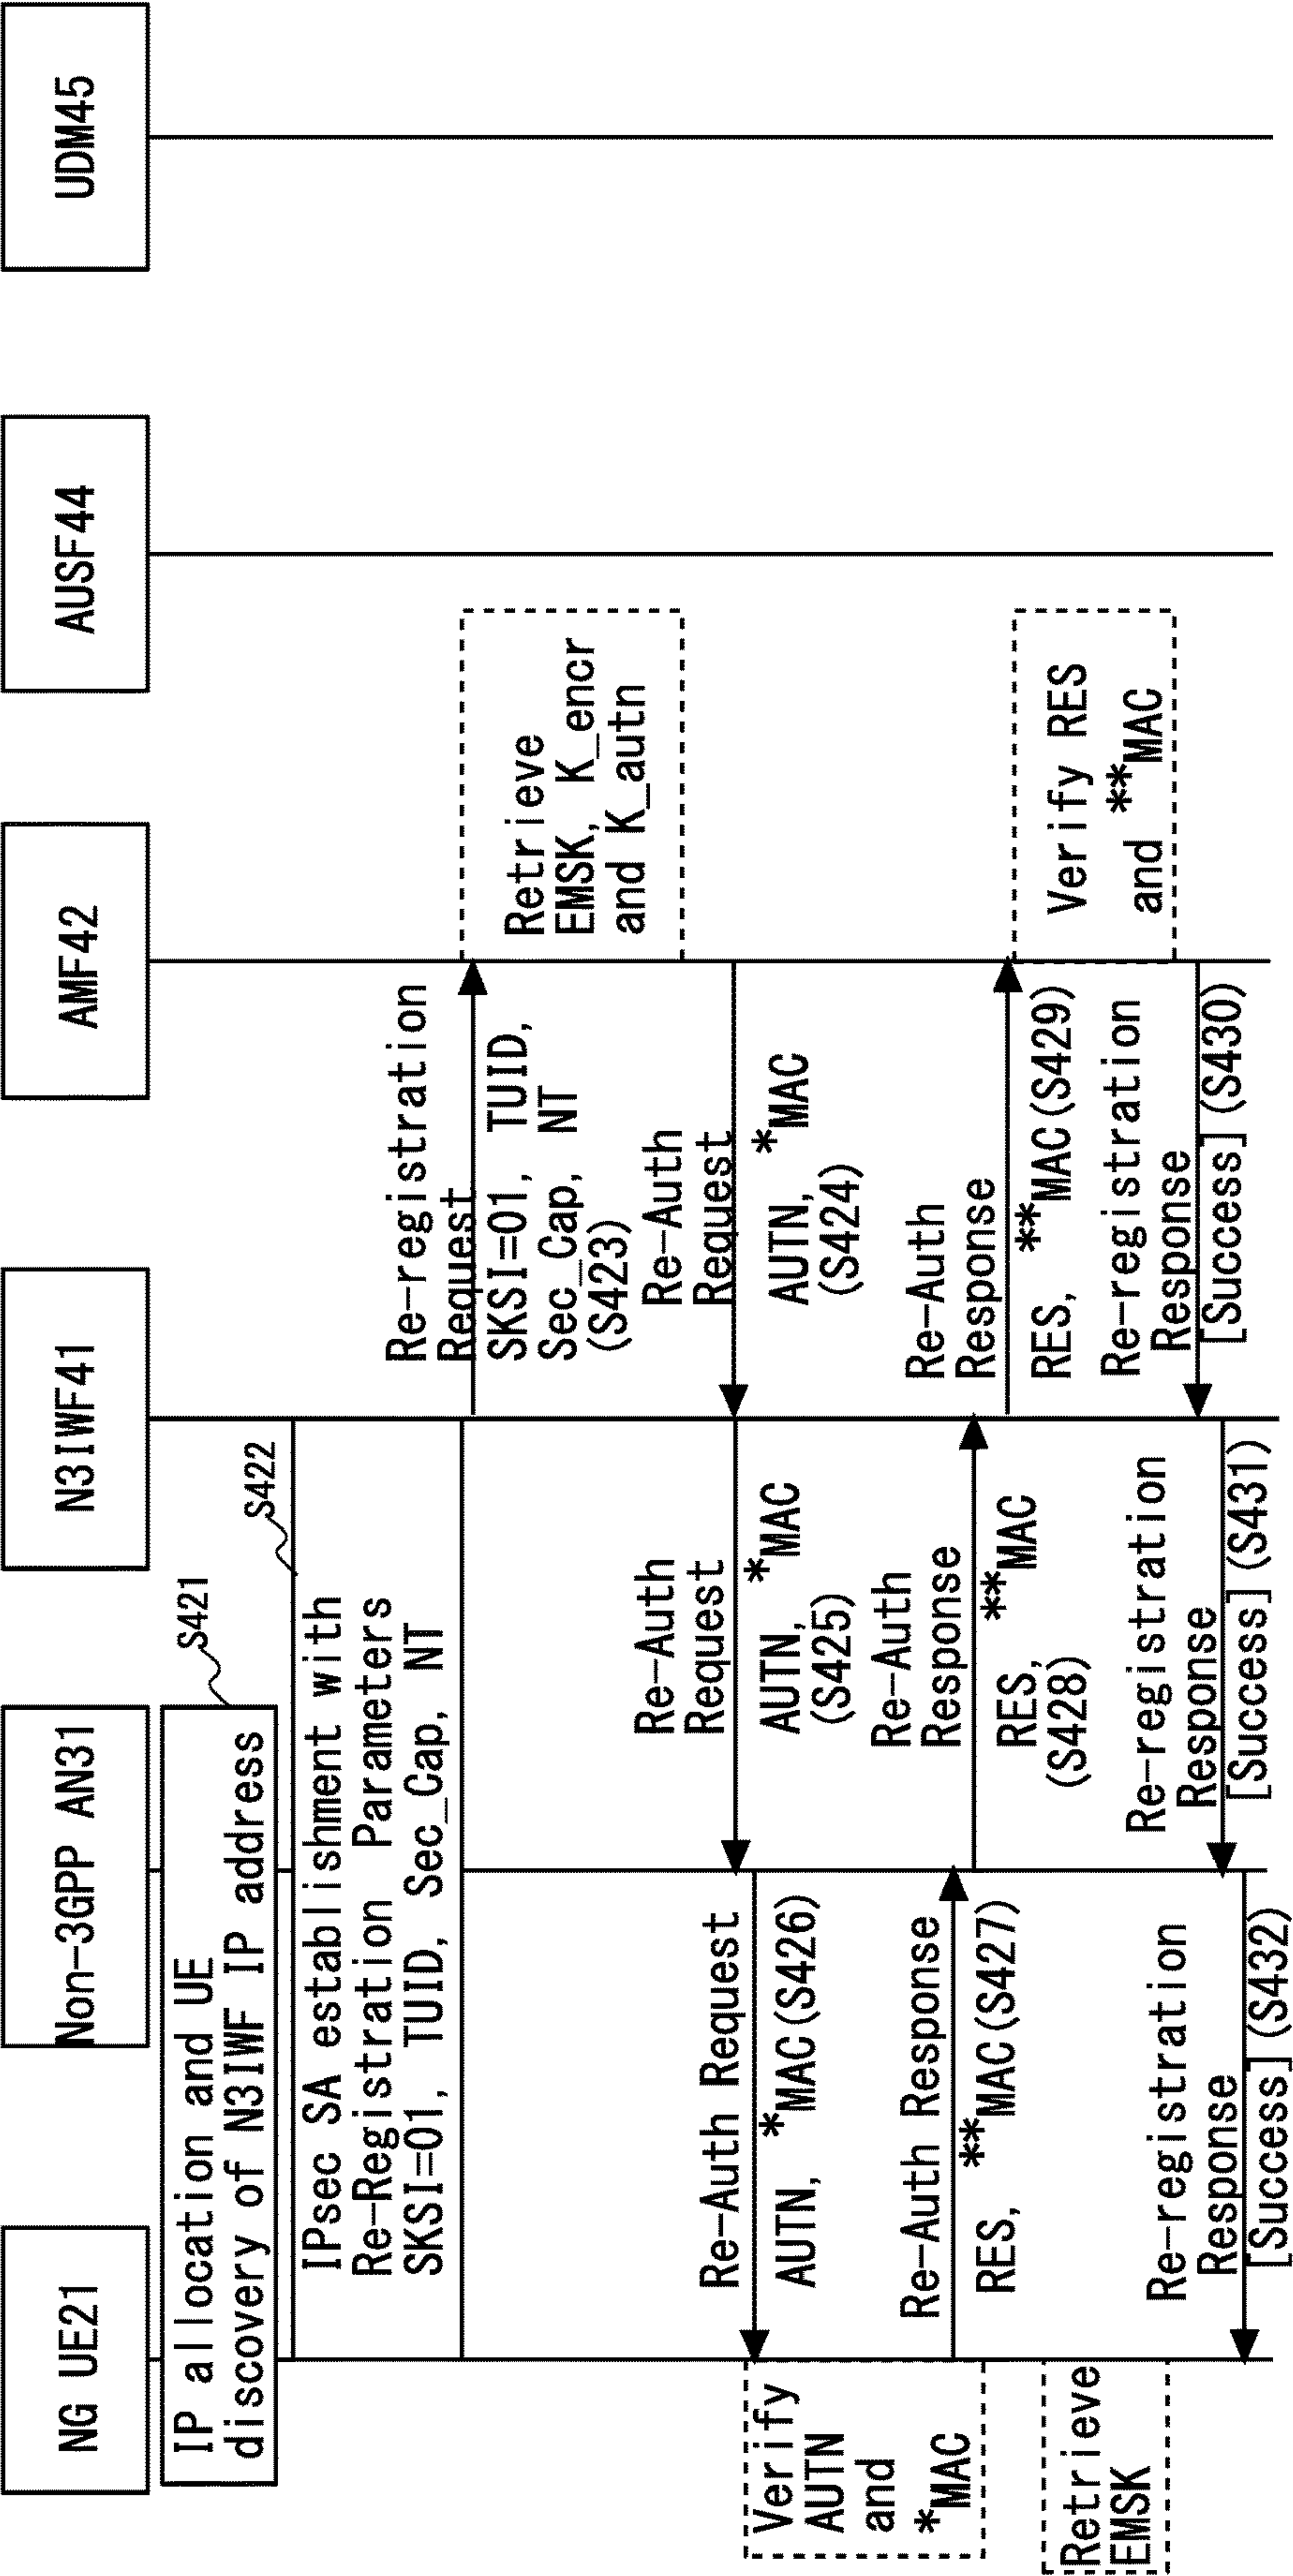 NG UE21
Non-3GPP AN31
N3IWF41
AMF42
AUSF44
UDM45
IP allocation and UE
discovery of N3IWF IP address
S421
S422
IPsec SA establishment with
Re-Registration Parameters
SKSI=01, TUID, Sec_Cap, NT
Re-registration
Request
SKSI=01, TUID,
Sec_Cap, NT
(S423)
Retrieve
EMSK, K_encr
and K_autn
Re-Auth
Request
AUTN, *MAC
(S424)
Re-Auth
Request
AUTN, *MAC
(S425)
Re-Auth Request
AUTN, *MAC(S426)
Verify
AUTN
and
*MAC
Re-Auth Response
RES, **MAC(S427)
Re-Auth
Response
RES, **MAC
(S428)
Re-Auth
Response
RES, **MAC(S429)
Verify RES
and **MAC
Retrieve
EMSK
Re-registration
Response
[Success](S430)
Re-registration
Response
[Success](S431)
Re-registration
Response
[Success](S432)